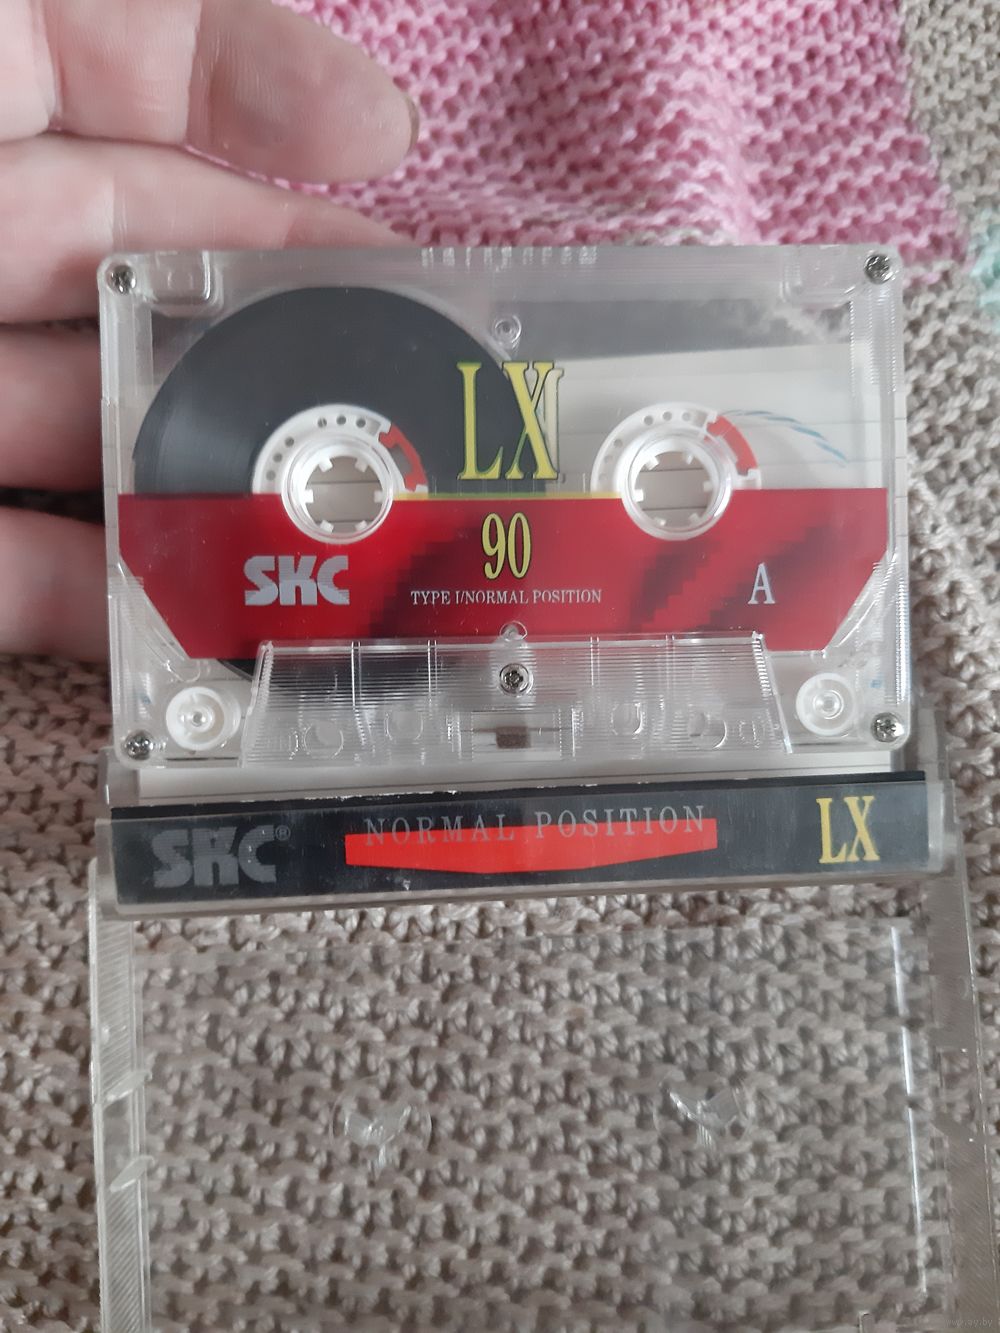 LX
90
SKC
TYPE I/NORMAL POSITION
A
SKC®
NORMAL POSITION
LX